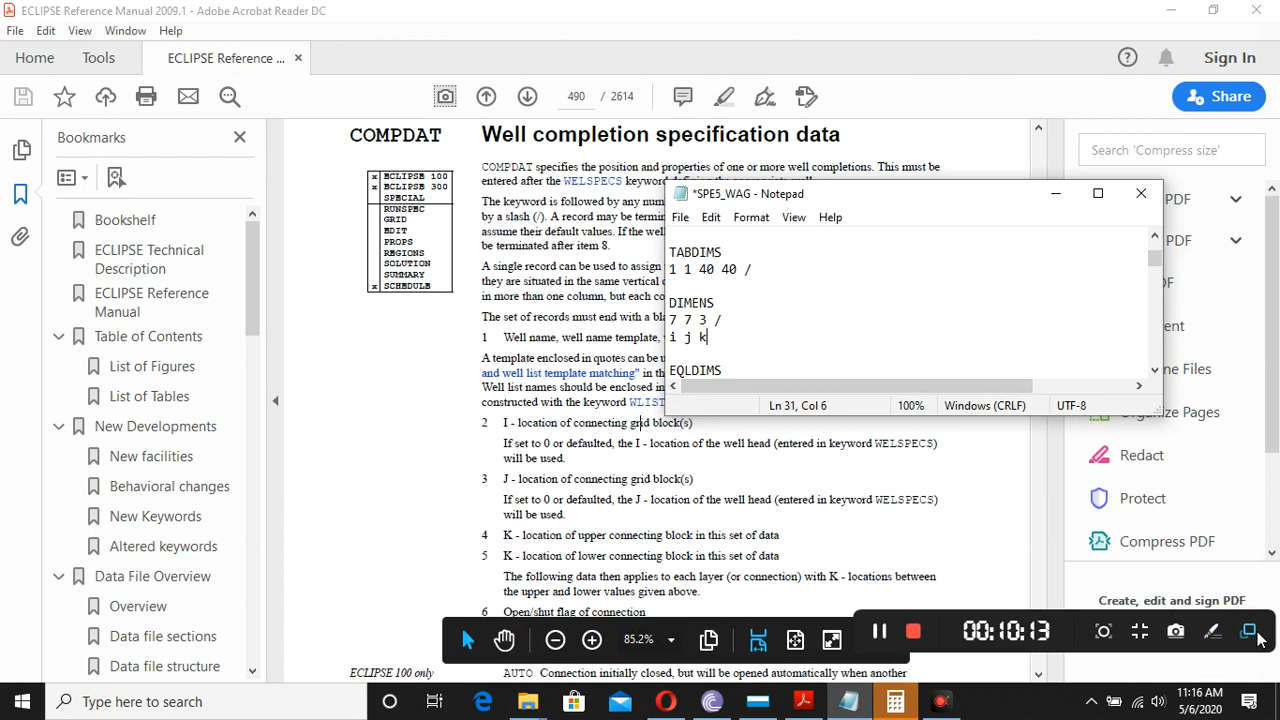 ECLIPSE Reference Manual 2009.1 - Adobe Acrobat Reader DC
File Edit View Window Help
Home Tools ECLIPSE Reference ... × Sign In
490 / 2614 Share
Bookmarks
Bookshelf
ECLIPSE Technical
Description
ECLIPSE Reference
Manual
Table of Contents
List of Figures
List of Tables
New Developments
New facilities
Behavioral changes
New Keywords
Altered keywords
Data File Overview
Overview
Data file sections
Data file structure
COMPDAT Well completion specification data
x ECLIPSE 100
x ECLIPSE 300
SPECIAL
RUNSPEC
GRID
EDIT
PROPS
REGIONS
SOLUTION
SUMMARY
x SCHEDULE
COMPDAT specifies the position and properties of one or more well completions. This must be
entered after the WELSPECS keyword
The keyword is followed by any num
by a slash (/). A record may be termin
assume their default values. If the well
be terminated after item 8.
A single record can be used to assign
they are situated in the same vertical
in more than one column, but each co
The set of records must end with a bla
1 Well name, well name template,
A template enclosed in quotes can be u
and well list template matching" in the
Well list names should be enclosed in
constructed with the keyword WLIST
2 I - location of connecting grid block(s)
If set to 0 or defaulted, the I - location of the well head (entered in keyword WELSPECS)
will be used.
3 J - location of connecting grid block(s)
If set to 0 or defaulted, the J - location of the well head (entered in keyword WELSPECS)
will be used.
4 K - location of upper connecting block in this set of data
5 K - location of lower connecting block in this set of data
The following data then applies to each layer (or connection) with K - locations between
the upper and lower values given above.
6 Open/shut flag of connection
ECLIPSE 100 only AUTO Connection initially closed, but will be opened automatically when another
*SPE5_WAG - Notepad
File Edit Format View Help
TABDIMS
1 1 40 40 /
DIMENS
7 7 3 /
i j k
EQLDIMS
Ln 31, Col 6 100% Windows (CRLF) UTF-8
Search 'Compress size'
PDF
PDF
ent
ne Files
Organize Pages
Redact
Protect
Compress PDF
Create, edit and sign PDF
85.2%
00:10:13
Type here to search
11:16 AM
5/6/2020